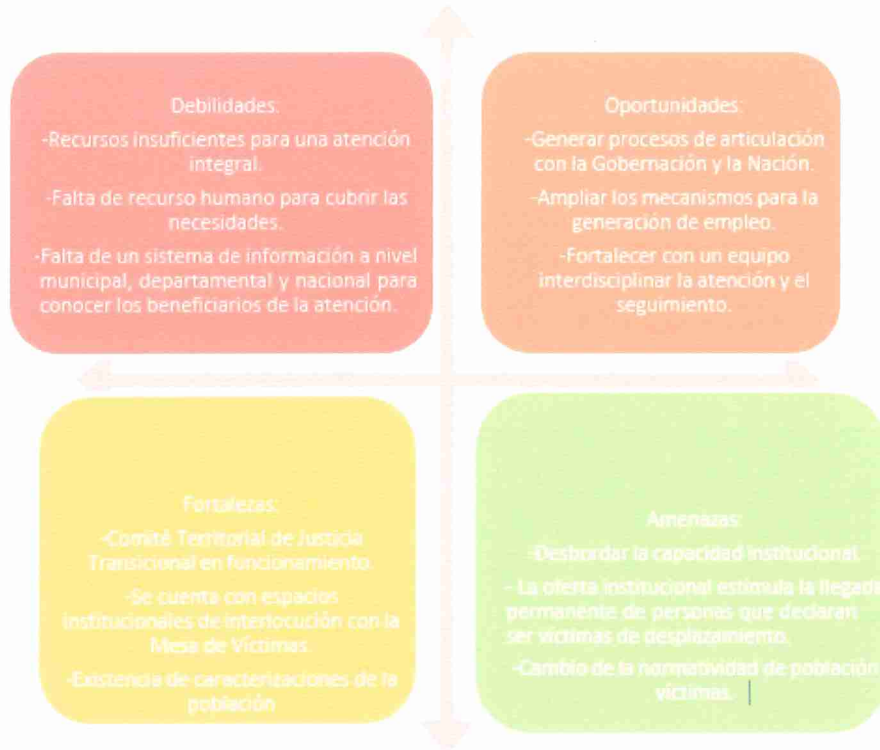 Debilidades:
-Recursos insuficientes para una atención
integral.
-Falta de recurso humano para cubrir las
necesidades.
-Falta de un sistema de información a nivel
municipal, departamental y nacional para
conocer los beneficiarios de la atención.
Oportunidades:
-Generar procesos de articulación
con la Gobernación y la Nación.
-Ampliar los mecanismos para la
generación de empleo.
-Fortalecer con un equipo
interdisciplinar la atención y el
seguimiento.
Fortalezas:
-Comité Territorial de Justicia
Transicional en funcionamiento.
-Se cuenta con espacios
institucionales de interlocución con la
Mesa de Víctimas.
-Existencia de caracterizaciones de la
población
Amenazas:
-Desbordar la capacidad institucional.
- La oferta institucional estimula la llegada
permanente de personas que declaran
ser víctimas de desplazamiento.
-Cambio de la normatividad de población
víctimas.